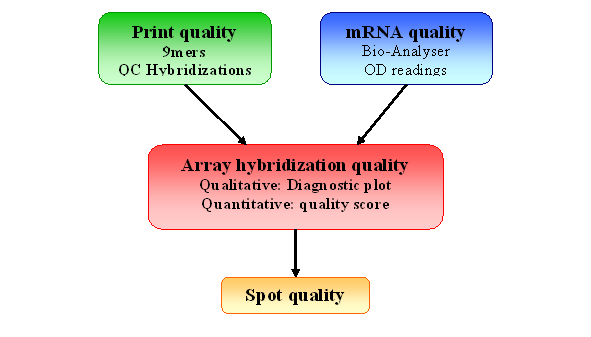 Print quality
9mers
QC Hybridizations
mRNA quality
Bio-Analyser
OD readings
Array hybridization quality
Qualitative: Diagnostic plot
Quantitative: quality score
Spot quality